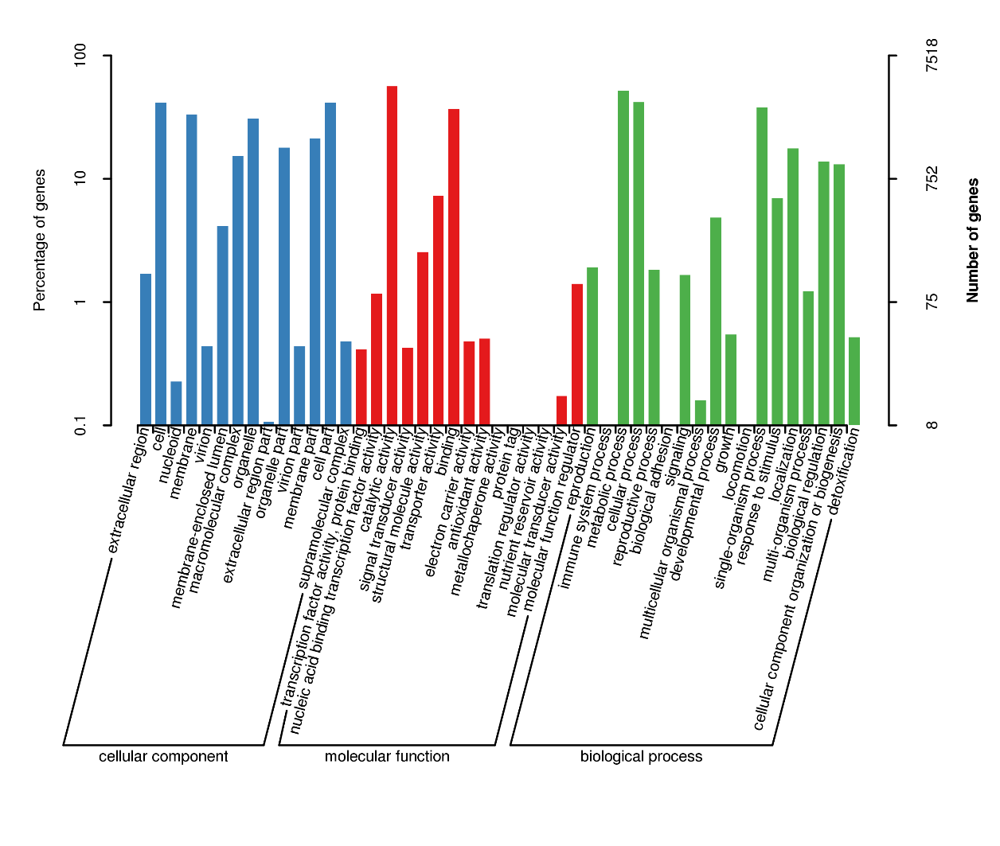 100
10
1
0.1
Percentage of genes
7518
752
75
8
Number of genes
extracellular region
cell
nucleoid
membrane
virion
membrane-enclosed lumen
macromolecular complex
organelle
extracellular region part
organelle part
virion part
membrane part
cell part
supramolecular complex
transcription factor activity, protein binding
nucleic acid binding transcription factor activity
catalytic activity
signal transducer activity
structural molecule activity
transporter activity
binding
electron carrier activity
antioxidant activity
metallochaperone activity
protein tag
translation regulator activity
nutrient reservoir activity
molecular transducer activity
molecular function regulator
reproduction
immune system process
metabolic process
cellular process
reproductive process
biological adhesion
signaling
multicellular organismal process
developmental process
growth
locomotion
single-organism process
response to stimulus
localization
multi-organism process
biological regulation
cellular component organization or biogenesis
detoxification
cellular component
molecular function
biological process